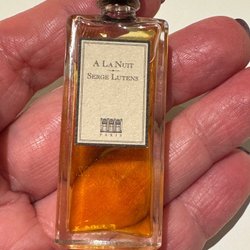 A LA NUIT
SERGE LUTENS
PARIS